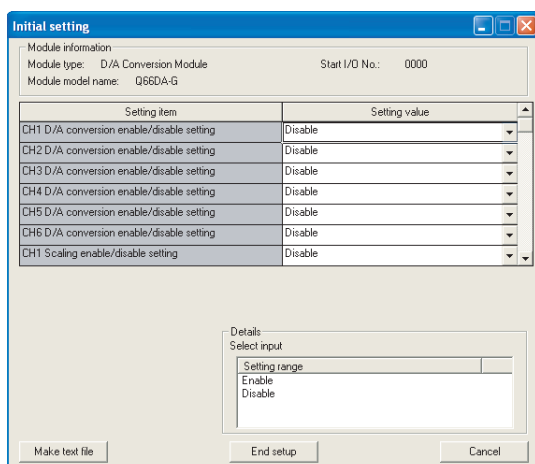 Initial setting
Module information
Module type: D/A Conversion Module Start I/O No.: 0000
Module model name: Q66DA-G
Setting item Setting value
CH1 D/A conversion enable/disable setting Disable
CH2 D/A conversion enable/disable setting Disable
CH3 D/A conversion enable/disable setting Disable
CH4 D/A conversion enable/disable setting Disable
CH5 D/A conversion enable/disable setting Disable
CH6 D/A conversion enable/disable setting Disable
CH1 Scaling enable/disable setting Disable
Details
Select input
Setting range
Enable
Disable
Make text file End setup Cancel